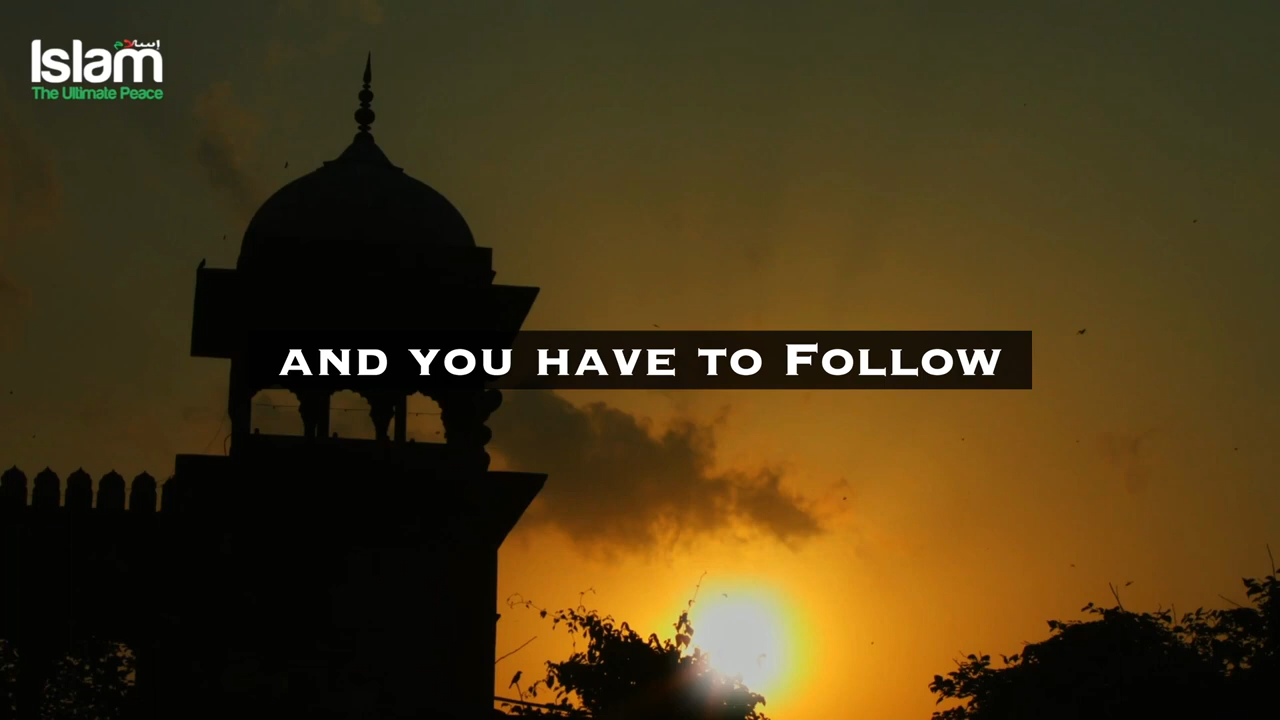 إسلام
Islam
The Ultimate Peace
AND YOU HAVE TO FOLLOW